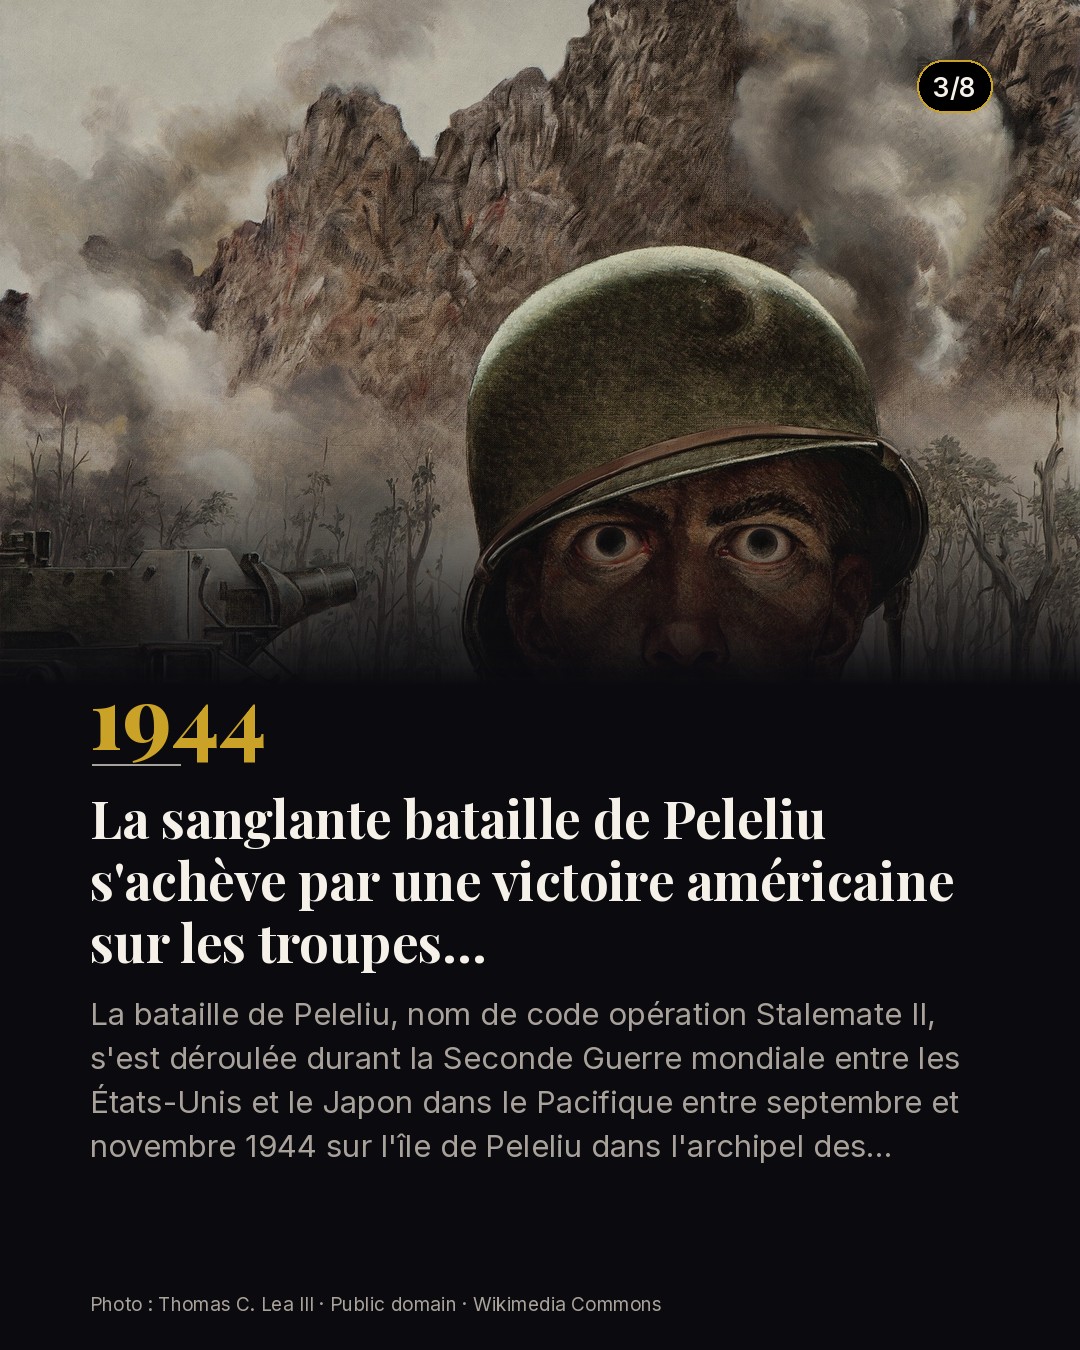 3/8
1944
La sanglante bataille de Peleliu
s'achève par une victoire américaine
sur les troupes...
La bataille de Peleliu, nom de code opération Stalemate II,
s'est déroulée durant la Seconde Guerre mondiale entre les
États-Unis et le Japon dans le Pacifique entre septembre et
novembre 1944 sur l'île de Peleliu dans l'archipel des...
Photo : Thomas C. Lea III · Public domain · Wikimedia Commons